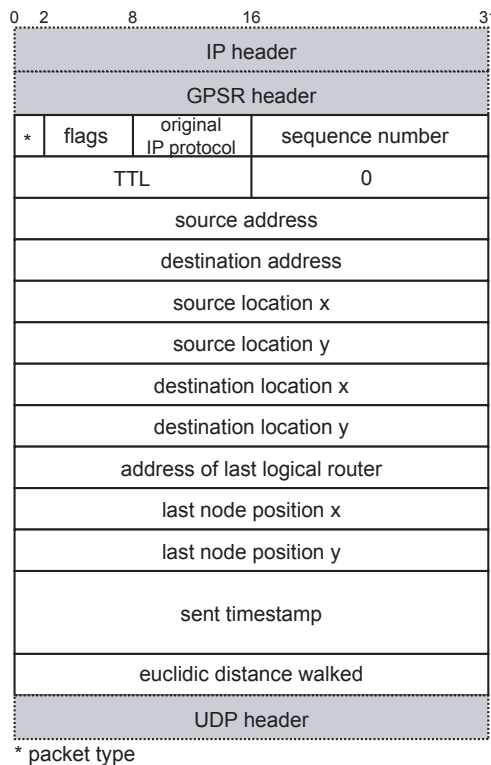 0 2 8 16 31
IP header
GPSR header
* flags original IP protocol sequence number
TTL 0
source address
destination address
source location x
source location y
destination location x
destination location y
address of last logical router
last node position x
last node position y
sent timestamp
euclidic distance walked
UDP header
* packet type